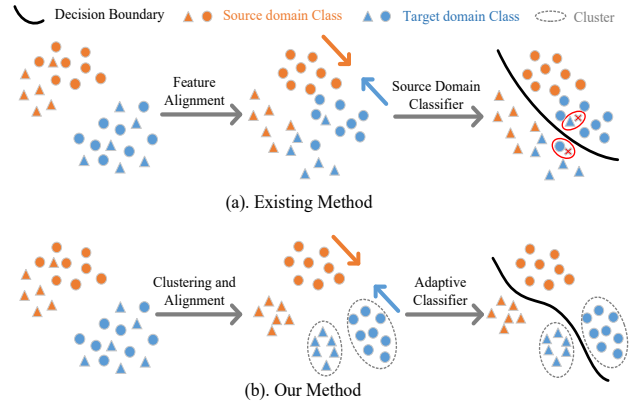 Decision Boundary
Source domain Class
Target domain Class
Cluster
Feature
Alignment
Source Domain
Classifier
(a). Existing Method
Clustering and
Alignment
Adaptive
Classifier
(b). Our Method